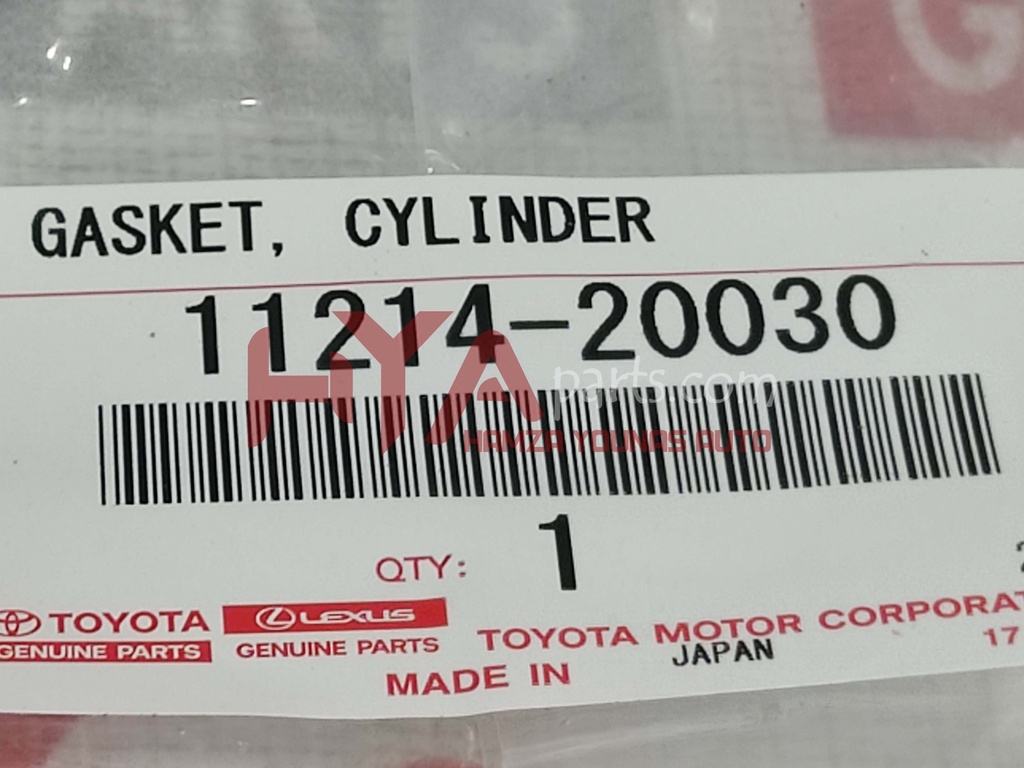 G
GASKET, CYLINDER
11214-20030
HYA parts.com
HAMZA YOUNAS AUTO
QTY: 1
TOYOTA LEXUS
GENUINE PARTS GENUINE PARTS
TOYOTA MOTOR CORPORAT
17
MADE IN JAPAN